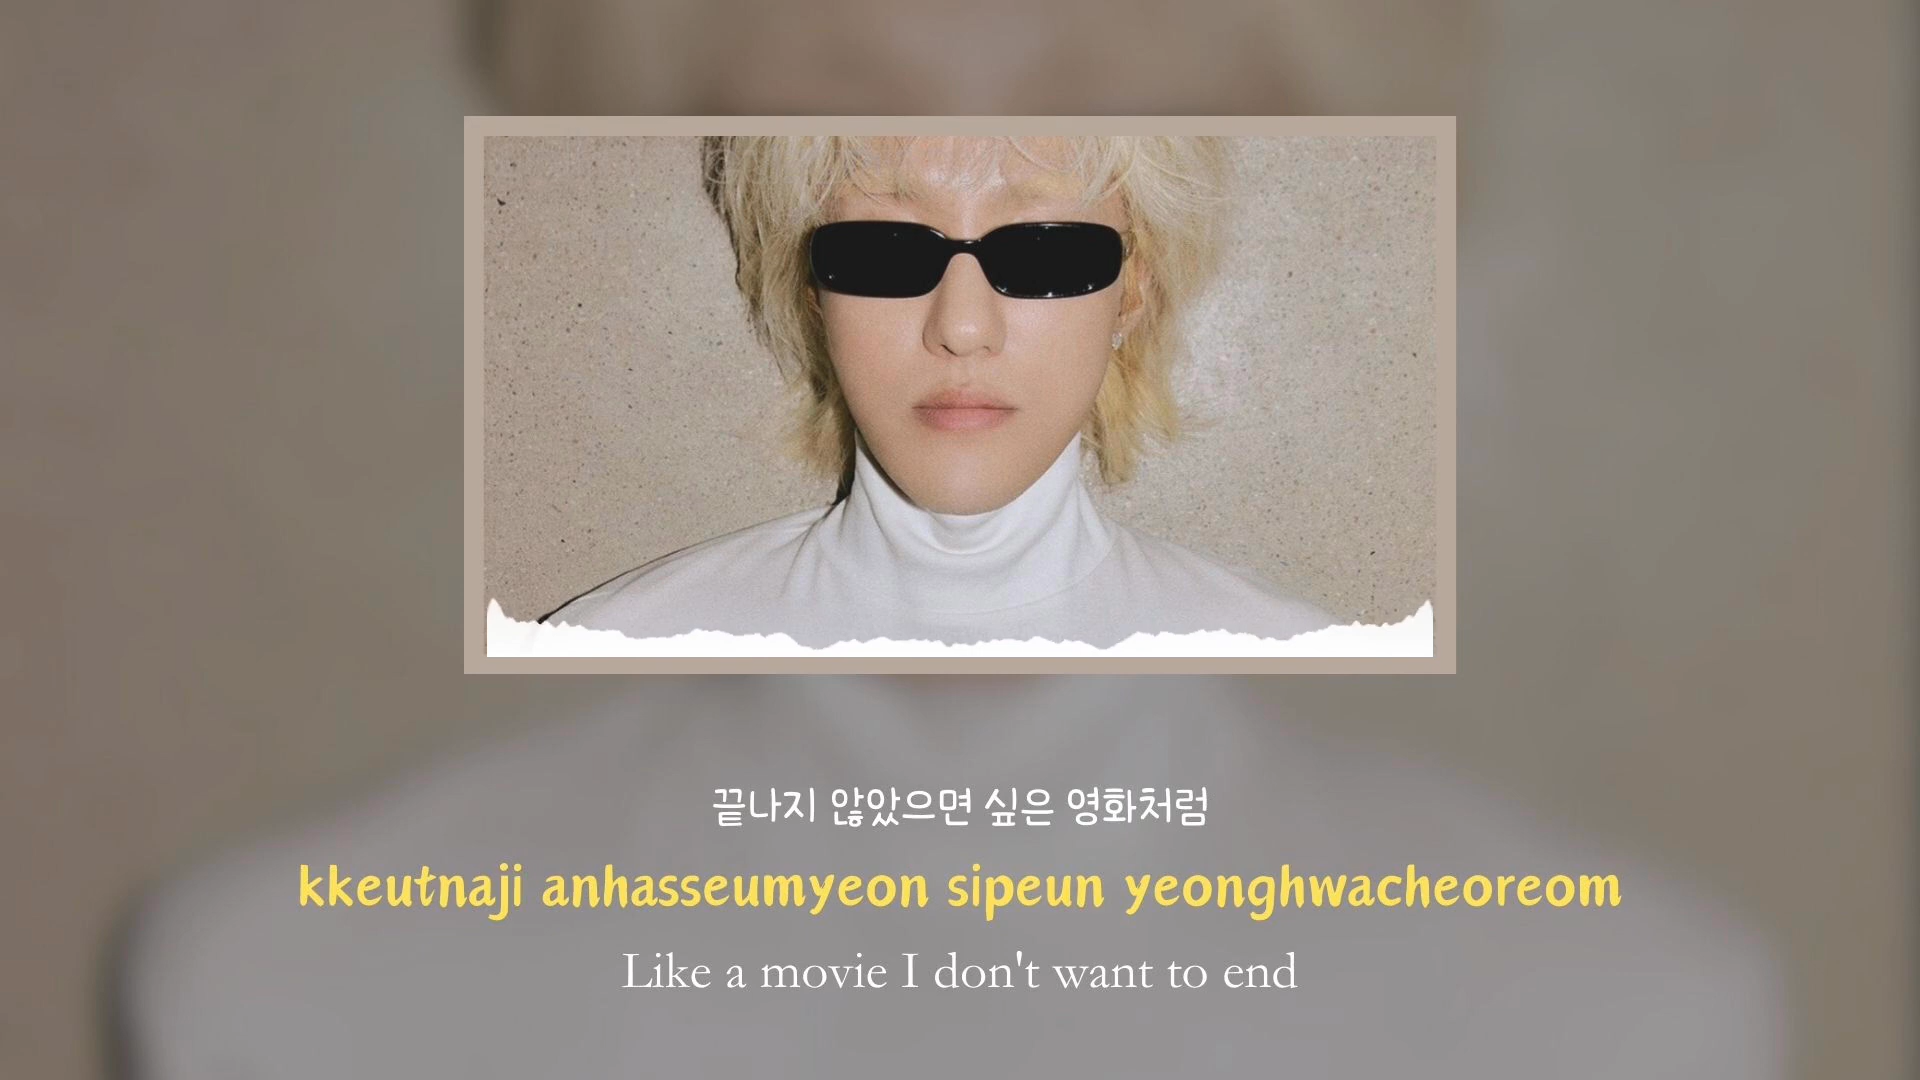 끝나지 않았으면 싶은 영화처럼
kkeutnaji anhasseumyeon sipeun yeonghwacheoreom
Like a movie I don't want to end